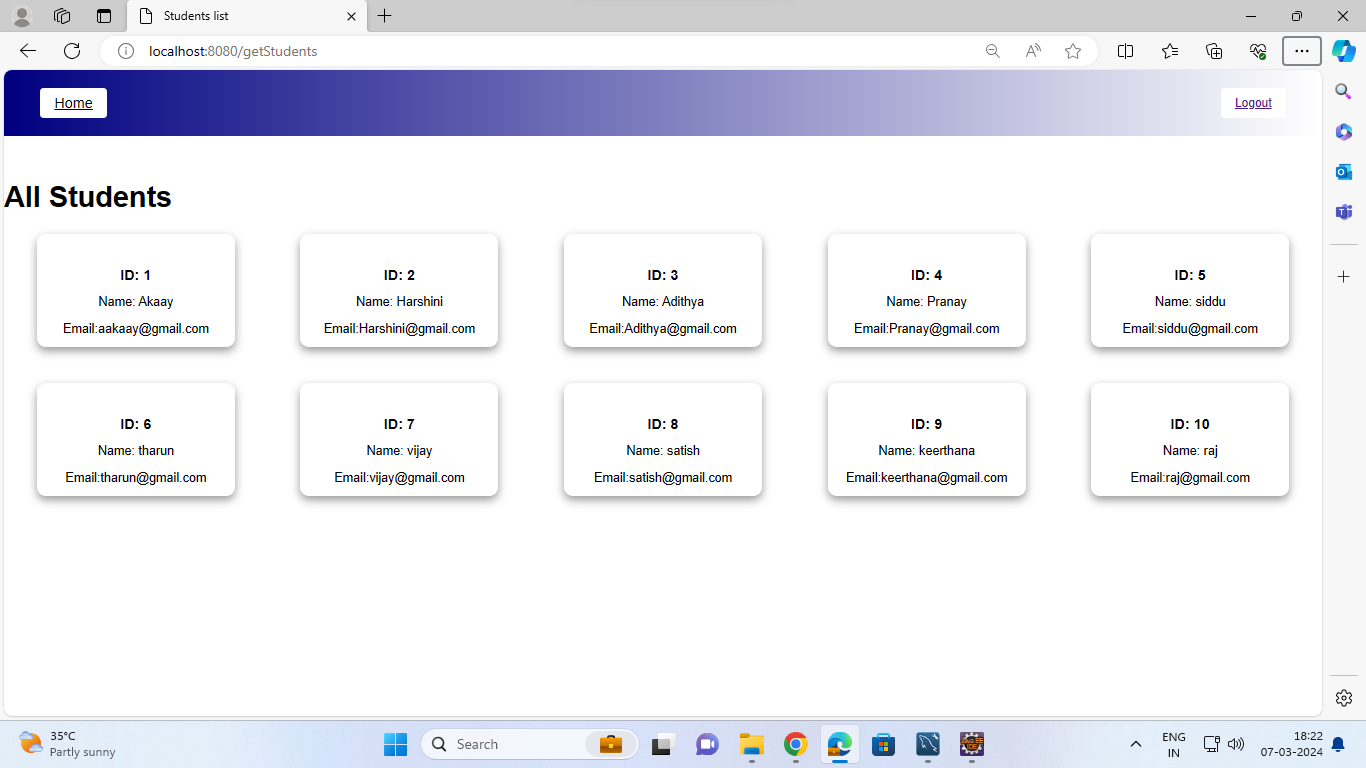 Students list
localhost:8080/getStudents
Home
Logout
All Students
ID: 1
Name: Akaay
Email:aakaay@gmail.com
ID: 2
Name: Harshini
Email:Harshini@gmail.com
ID: 3
Name: Adithya
Email:Adithya@gmail.com
ID: 4
Name: Pranay
Email:Pranay@gmail.com
ID: 5
Name: siddu
Email:siddu@gmail.com
ID: 6
Name: tharun
Email:tharun@gmail.com
ID: 7
Name: vijay
Email:vijay@gmail.com
ID: 8
Name: satish
Email:satish@gmail.com
ID: 9
Name: keerthana
Email:keerthana@gmail.com
ID: 10
Name: raj
Email:raj@gmail.com
35°C
Partly sunny
Search
Java EE
IDE
ENG
IN
18:22
07-03-2024